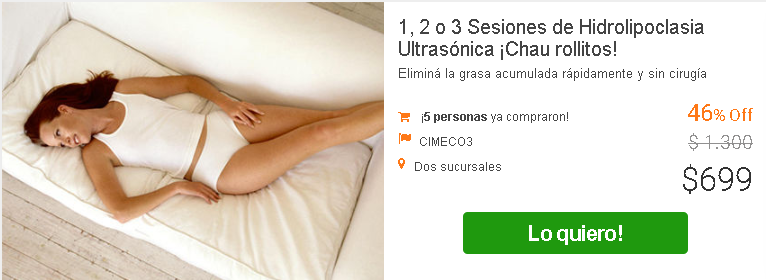 1, 2 o 3 Sesiones de Hidrolipoclasia
Ultrasónica ¡Chau rollitos!
Eliminá la grasa acumulada rápidamente y sin cirugía
¡5 personas ya compraron!
46% Off
CIMECO3
$ 1.300
Dos sucursales
$699
Lo quiero!